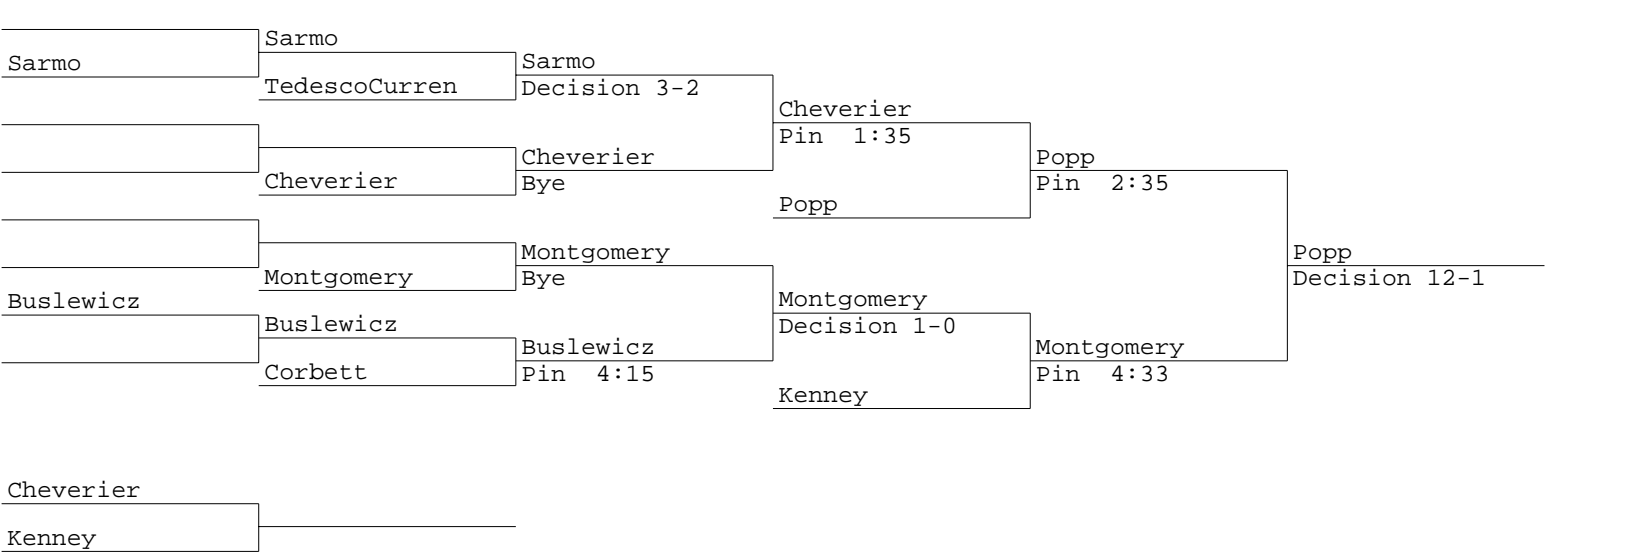 Sarmo
Sarmo
TedescoCurren
Sarmo
Decision 3-2
Cheverier
Cheverier
Bye
Cheverier
Pin 1:35
Popp
Popp
Pin 2:35
Montgomery
Montgomery
Bye
Buslewicz
Buslewicz
Corbett
Buslewicz
Pin 4:15
Montgomery
Decision 1-0
Kenney
Montgomery
Pin 4:33
Popp
Decision 12-1
Cheverier
Kenney